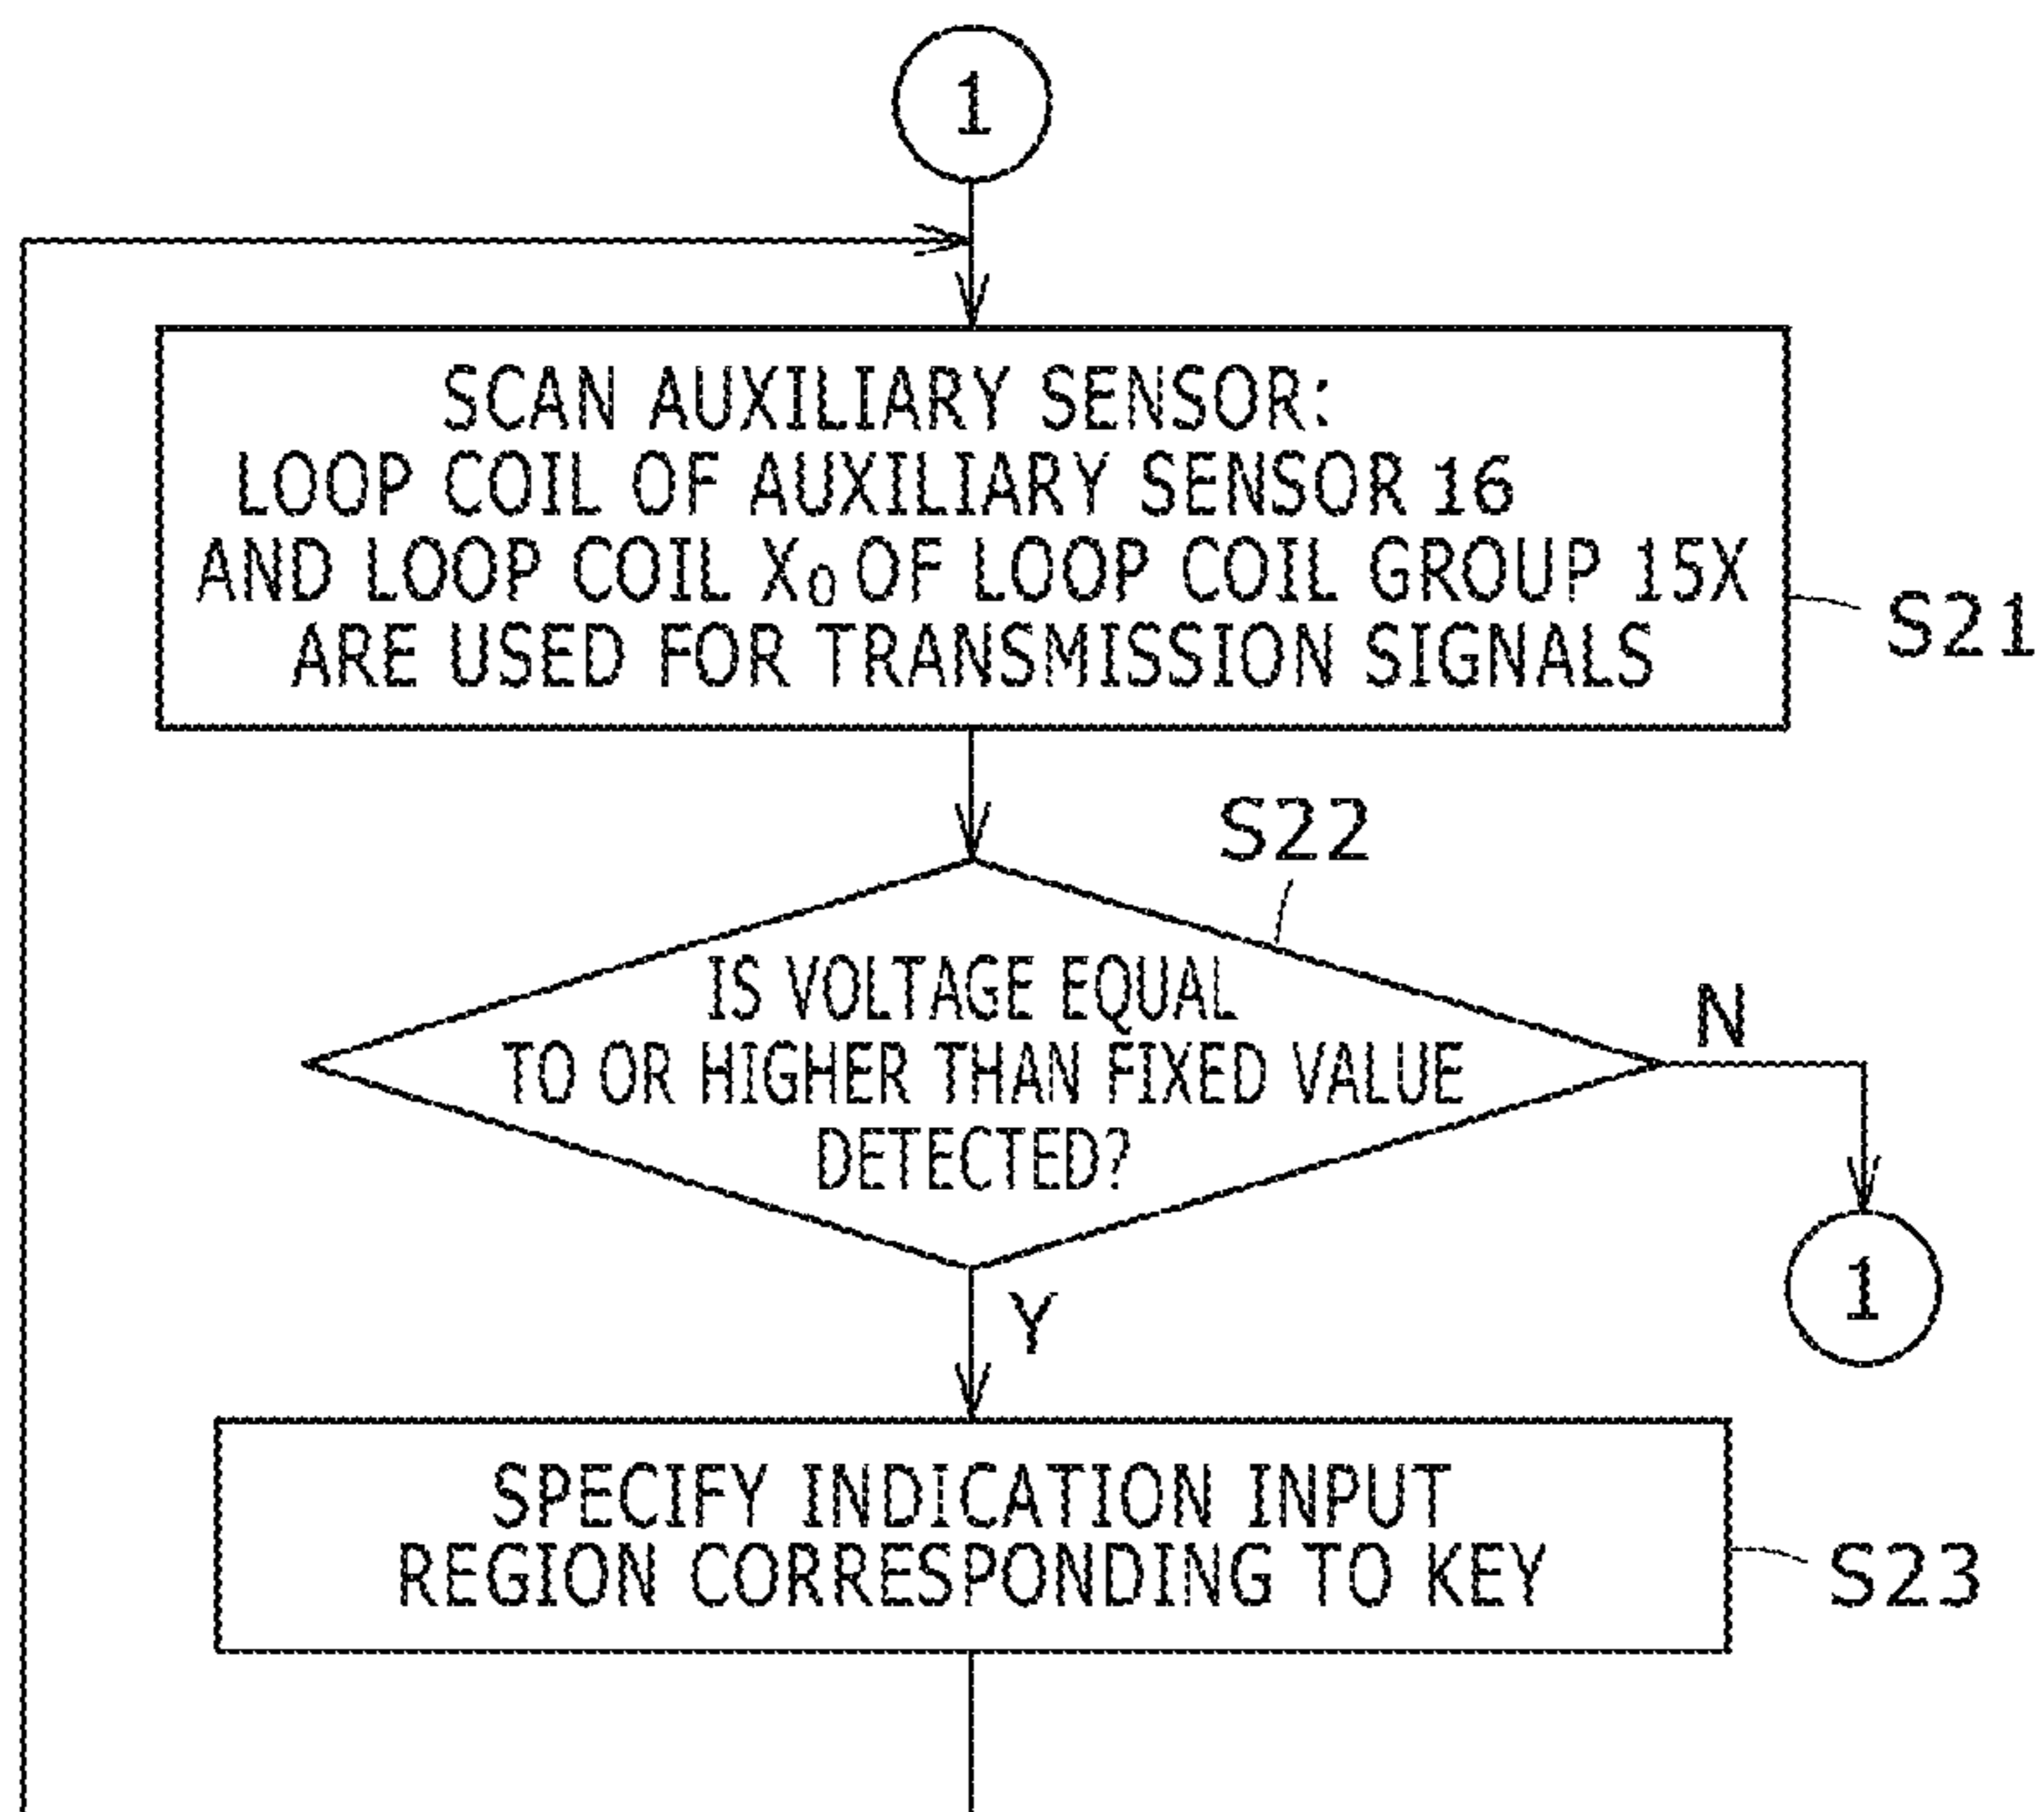 1
SCAN AUXILIARY SENSOR:
LOOP COIL OF AUXILIARY SENSOR 16
AND LOOP COIL X₀ OF LOOP COIL GROUP 15X
ARE USED FOR TRANSMISSION SIGNALS
S21
S22
IS VOLTAGE EQUAL
TO OR HIGHER THAN FIXED VALUE
DETECTED?
N
1
Y
SPECIFY INDICATION INPUT
REGION CORRESPONDING TO KEY
S23